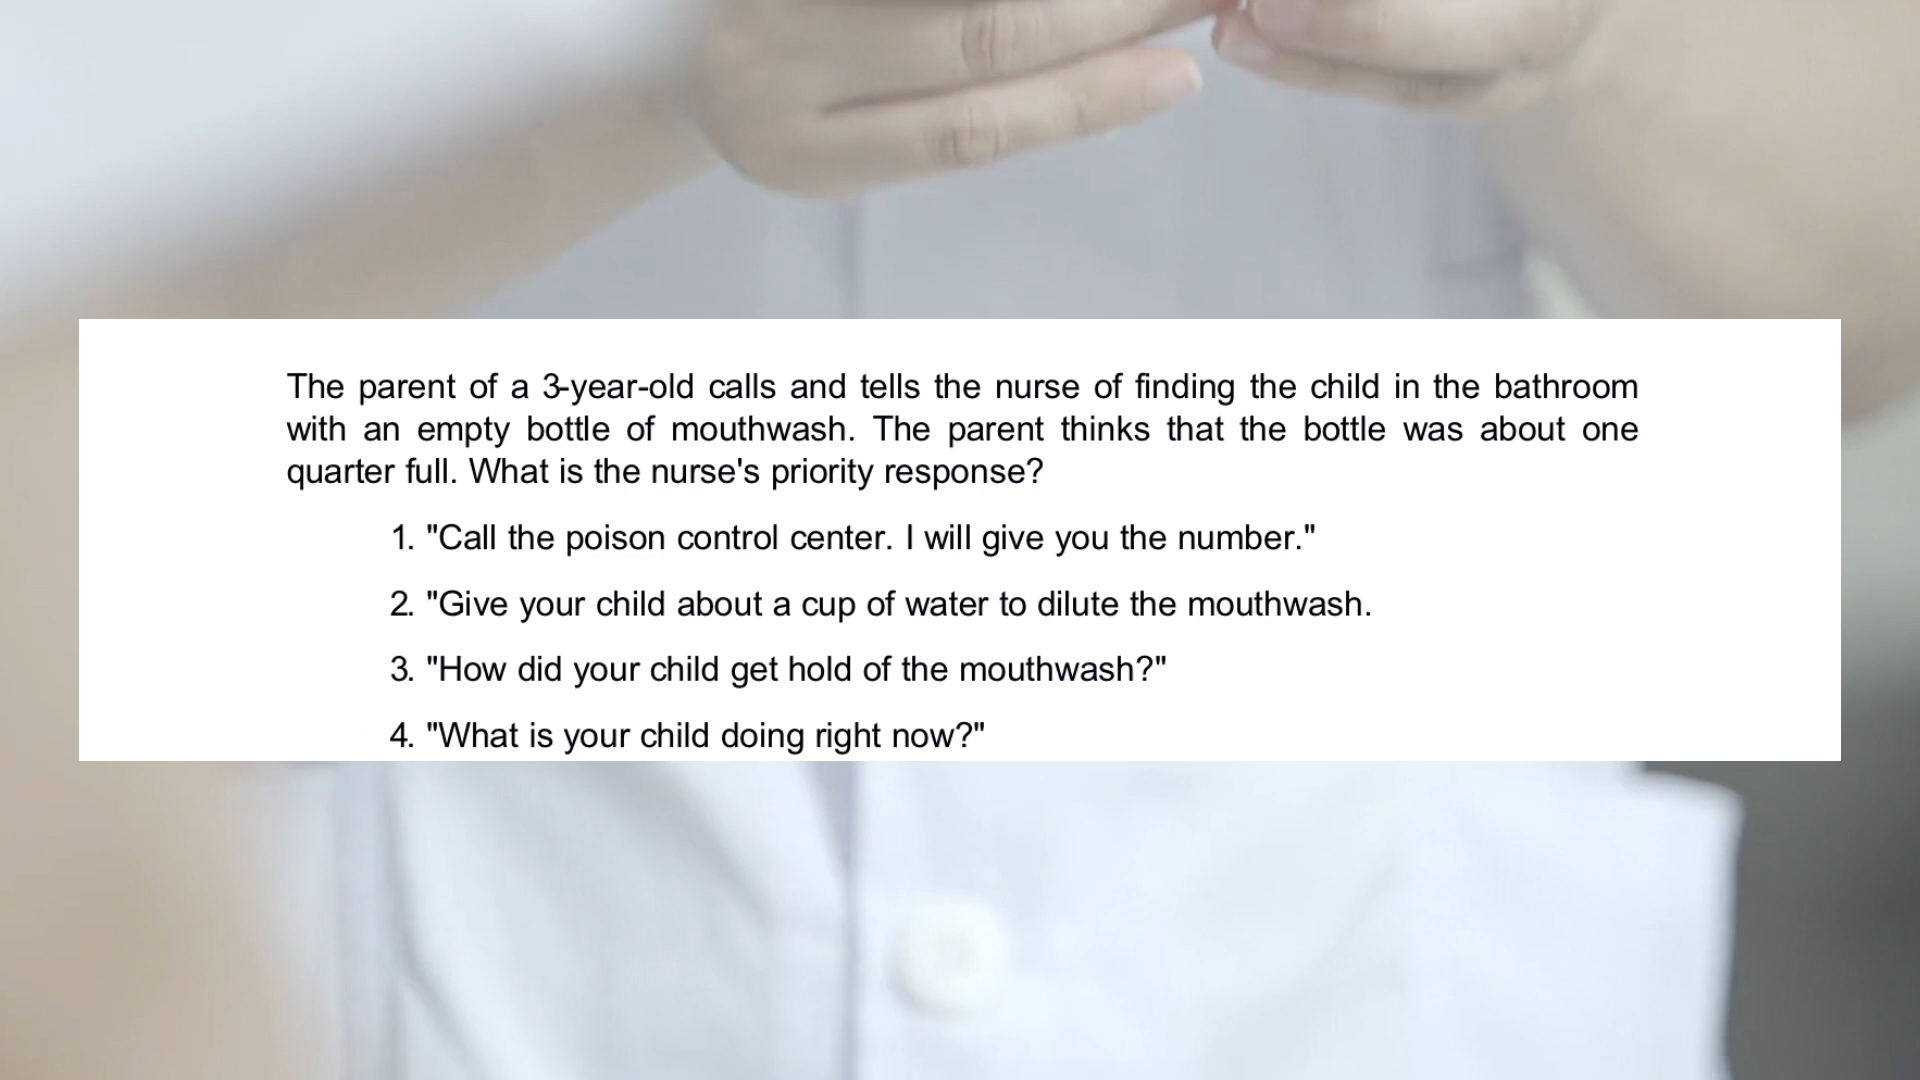 The parent of a 3-year-old calls and tells the nurse of finding the child in the bathroom
with an empty bottle of mouthwash. The parent thinks that the bottle was about one
quarter full. What is the nurse's priority response?
1. "Call the poison control center. I will give you the number."
2. "Give your child about a cup of water to dilute the mouthwash.
3. "How did your child get hold of the mouthwash?"
4. "What is your child doing right now?"